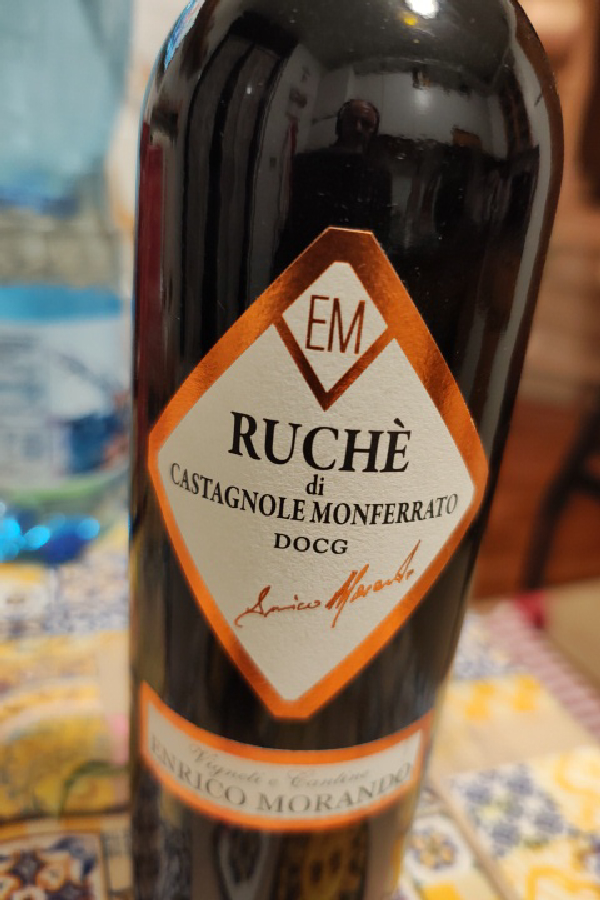 EM
RUCHÈ
di
CASTAGNOLE MONFERRATO
DOCG
Enrico Morando
Vigneti e Cantine
ENRICO MORANDO